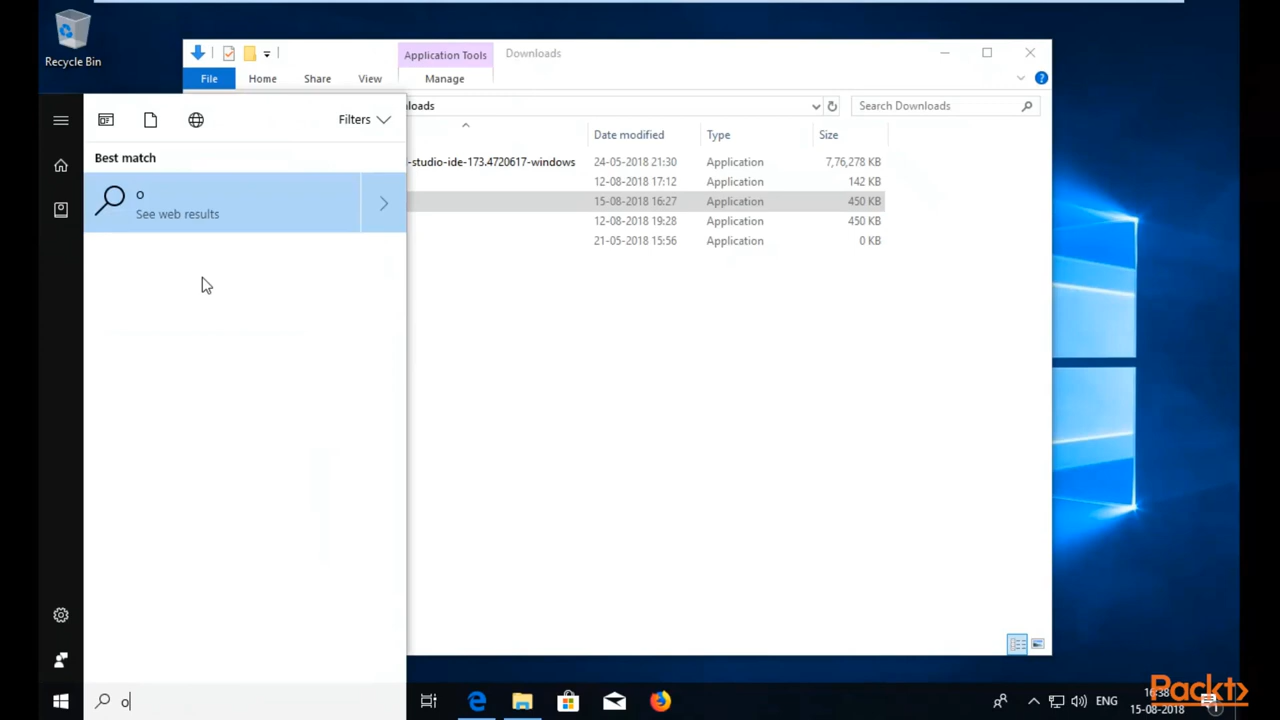 Recycle Bin
Application Tools
Downloads
File
Home
Share
View
Manage
loads
Search Downloads
Filters
Date modified
Type
Size
Best match
-studio-ide-173.4720617-windows
24-05-2018 21:30
Application
7,76,278 KB
12-08-2018 17:12
Application
142 KB
o
See web results
15-08-2018 16:27
Application
450 KB
12-08-2018 19:28
Application
450 KB
21-05-2018 15:56
Application
0 KB
o
ENG
16:38
15-08-2018
1
Packt>